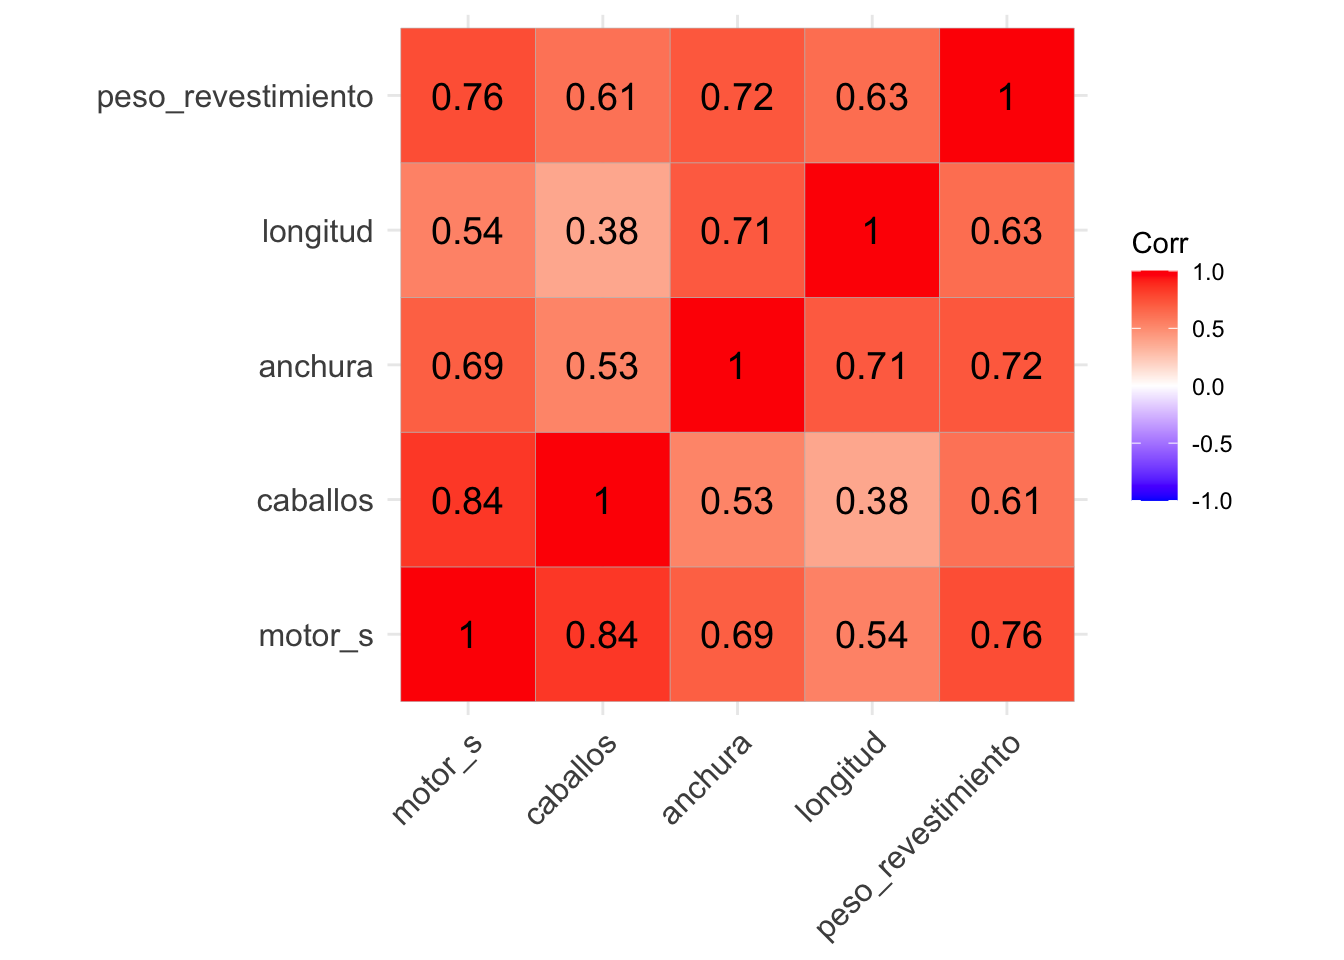 peso_revestimiento 0.76 0.61 0.72 0.63 1
longitud 0.54 0.38 0.71 1 0.63
anchura 0.69 0.53 1 0.71 0.72
caballos 0.84 1 0.53 0.38 0.61
motor_s 1 0.84 0.69 0.54 0.76
motor_s caballos anchura longitud peso_revestimiento
Corr
1.0
0.5
0.0
-0.5
-1.0